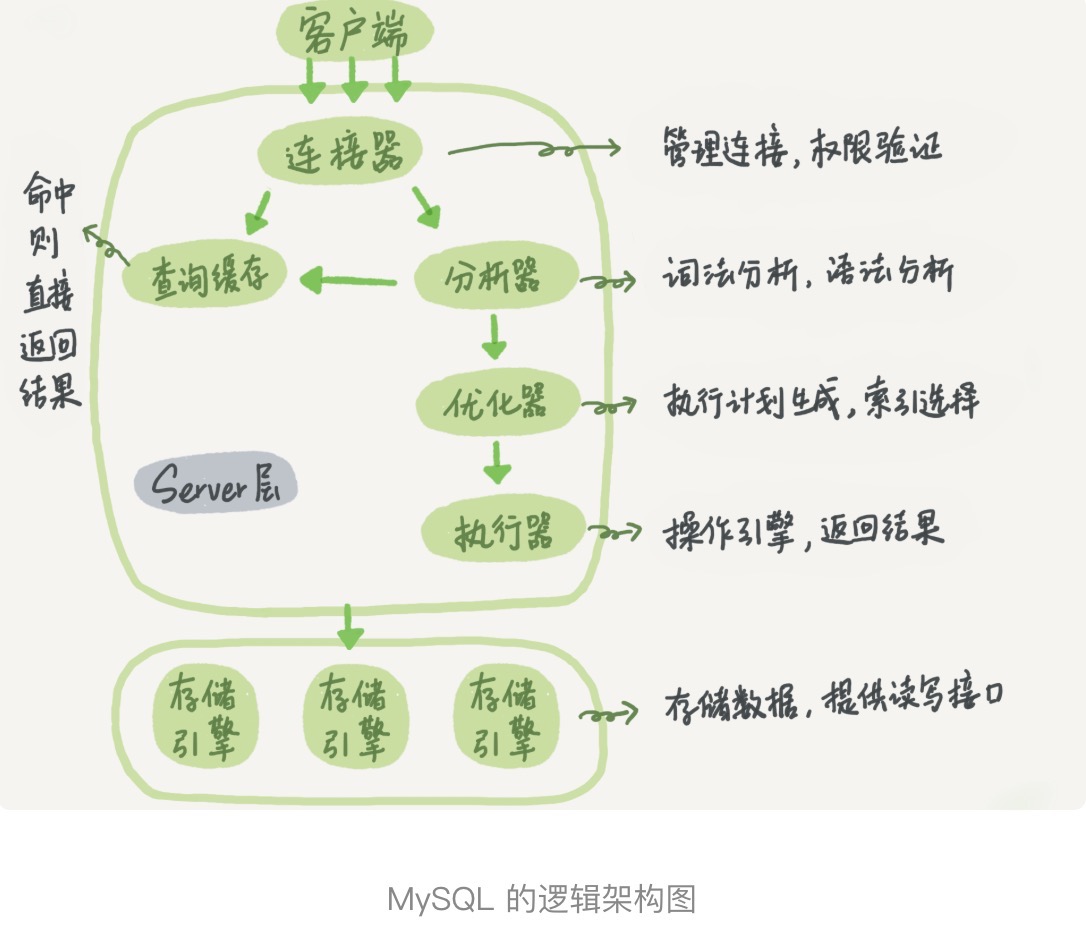 客户端
连接器
管理连接，权限验证
命中
则
直接
返回
结果
查询缓存
分析器
词法分析，语法分析
优化器
执行计划生成，索引选择
Server层
执行器
操作引擎，返回结果
存储
引擎
存储
引擎
存储
引擎
存储数据，提供读写接口
MySQL 的逻辑架构图